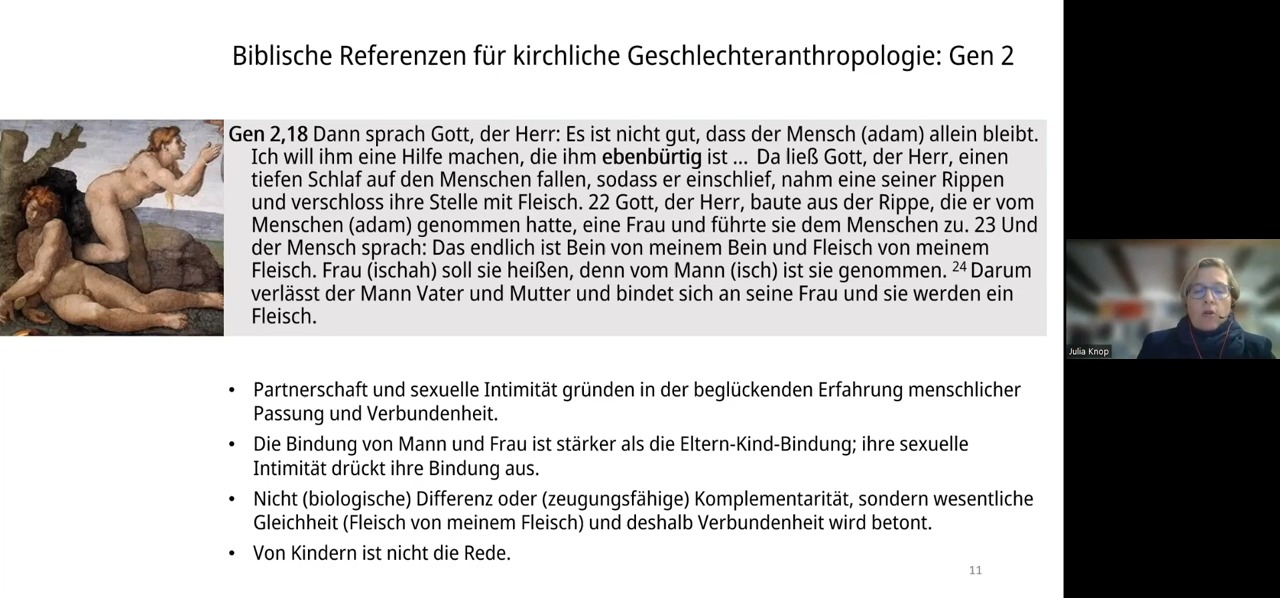 Biblische Referenzen für kirchliche Geschlechteranthropologie: Gen 2
Gen 2,18 Dann sprach Gott, der Herr: Es ist nicht gut, dass der Mensch (adam) allein bleibt.
Ich will ihm eine Hilfe machen, die ihm ebenbürtig ist ... Da ließ Gott, der Herr, einen
tiefen Schlaf auf den Menschen fallen, sodass er einschlief, nahm eine seiner Rippen
und verschloss ihre Stelle mit Fleisch. 22 Gott, der Herr, baute aus der Rippe, die er vom
Menschen (adam) genommen hatte, eine Frau und führte sie dem Menschen zu. 23 Und
der Mensch sprach: Das endlich ist Bein von meinem Bein und Fleisch von meinem
Fleisch. Frau (ischah) soll sie heißen, denn vom Mann (isch) ist sie genommen. 24 Darum
verlässt der Mann Vater und Mutter und bindet sich an seine Frau und sie werden ein
Fleisch.
• Partnerschaft und sexuelle Intimität gründen in der beglückenden Erfahrung menschlicher
Passung und Verbundenheit.
• Die Bindung von Mann und Frau ist stärker als die Eltern-Kind-Bindung; ihre sexuelle
Intimität drückt ihre Bindung aus.
• Nicht (biologische) Differenz oder (zeugungsfähige) Komplementarität, sondern wesentliche
Gleichheit (Fleisch von meinem Fleisch) und deshalb Verbundenheit wird betont.
• Von Kindern ist nicht die Rede.
11
Julia Knop